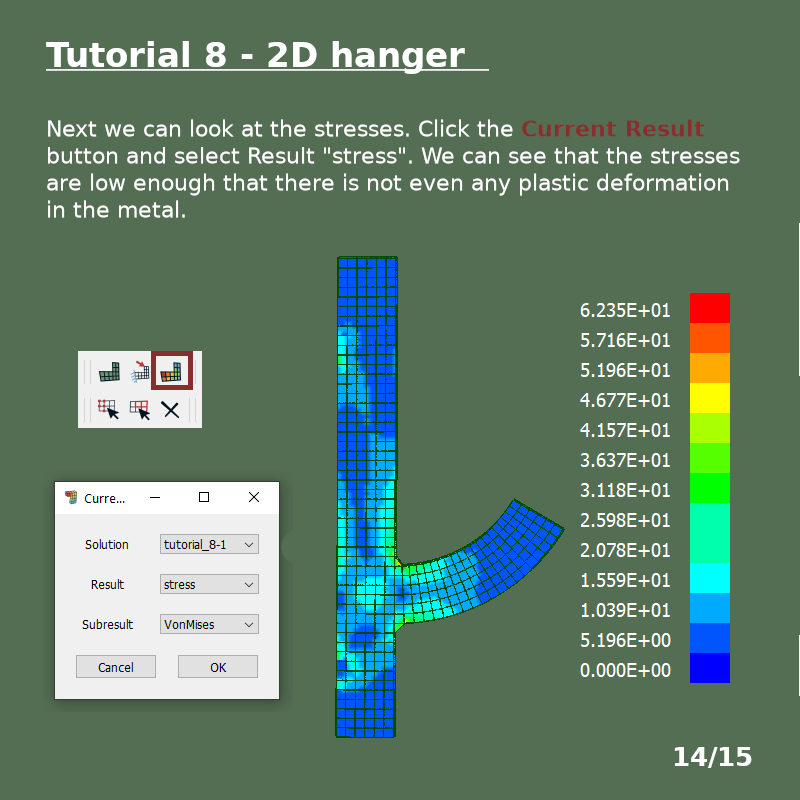 Tutorial 8 - 2D hanger
Next we can look at the stresses. Click the Current Result
button and select Result "stress". We can see that the stresses
are low enough that there is not even any plastic deformation
in the metal.
Curre...
Solution tutorial_8-1
Result stress
Subresult VonMises
Cancel OK
6.235E+01
5.716E+01
5.196E+01
4.677E+01
4.157E+01
3.637E+01
3.118E+01
2.598E+01
2.078E+01
1.559E+01
1.039E+01
5.196E+00
0.000E+00
14/15